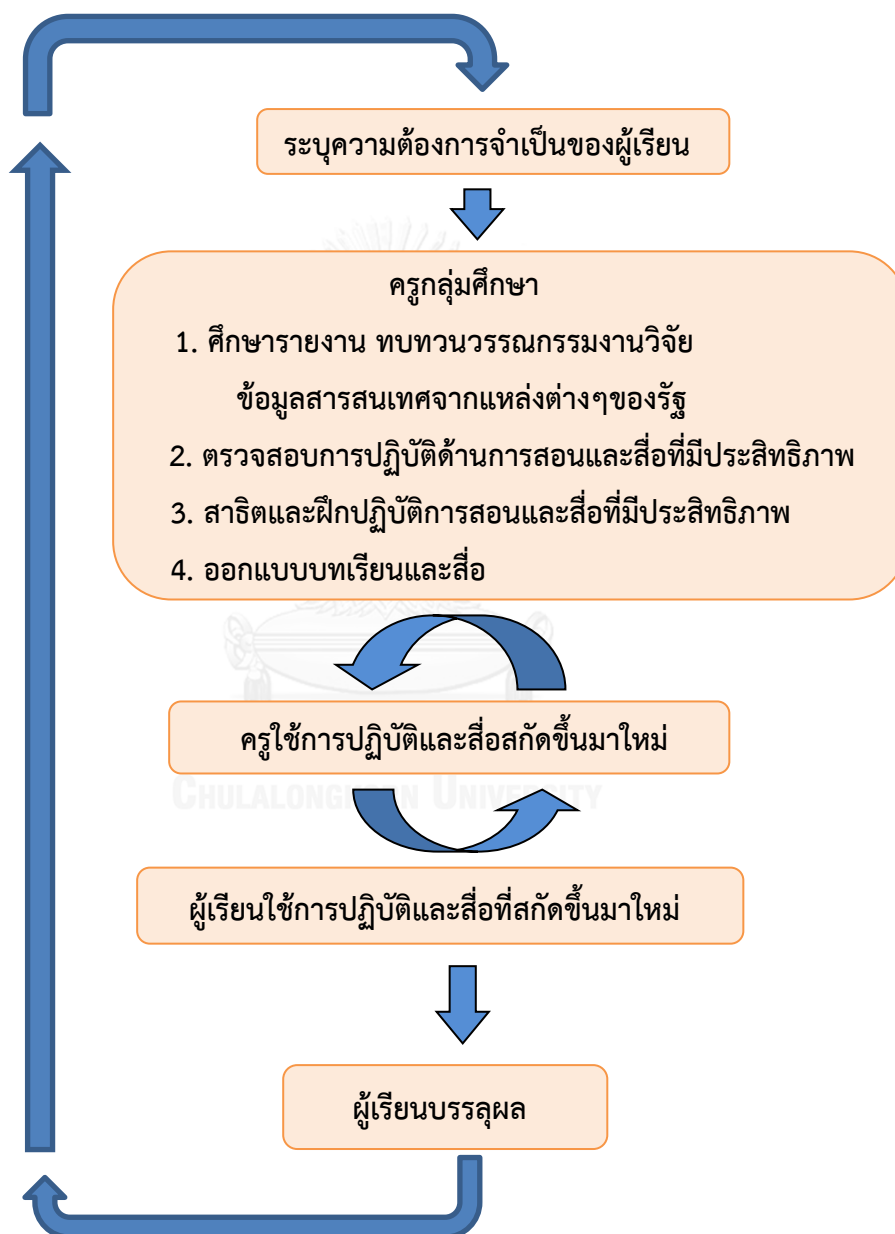 ระบุความต้องการจำเป็นของผู้เรียน
ครูกลุ่มศึกษา
1. ศึกษารายงาน ทบทวนวรรณกรรมงานวิจัย
ข้อมูลสารสนเทศจากแหล่งต่างๆของรัฐ
2. ตรวจสอบการปฏิบัติด้านการสอนและสื่อที่มีประสิทธิภาพ
3. สาธิตและฝึกปฏิบัติการสอนและสื่อที่มีประสิทธิภาพ
4. ออกแบบบทเรียนและสื่อ
ครูใช้การปฏิบัติและสื่อสกัดขึ้นมาใหม่
CHULALONGKORN UNIVERSITY
ผู้เรียนใช้การปฏิบัติและสื่อที่สกัดขึ้นมาใหม่
ผู้เรียนบรรลุผล